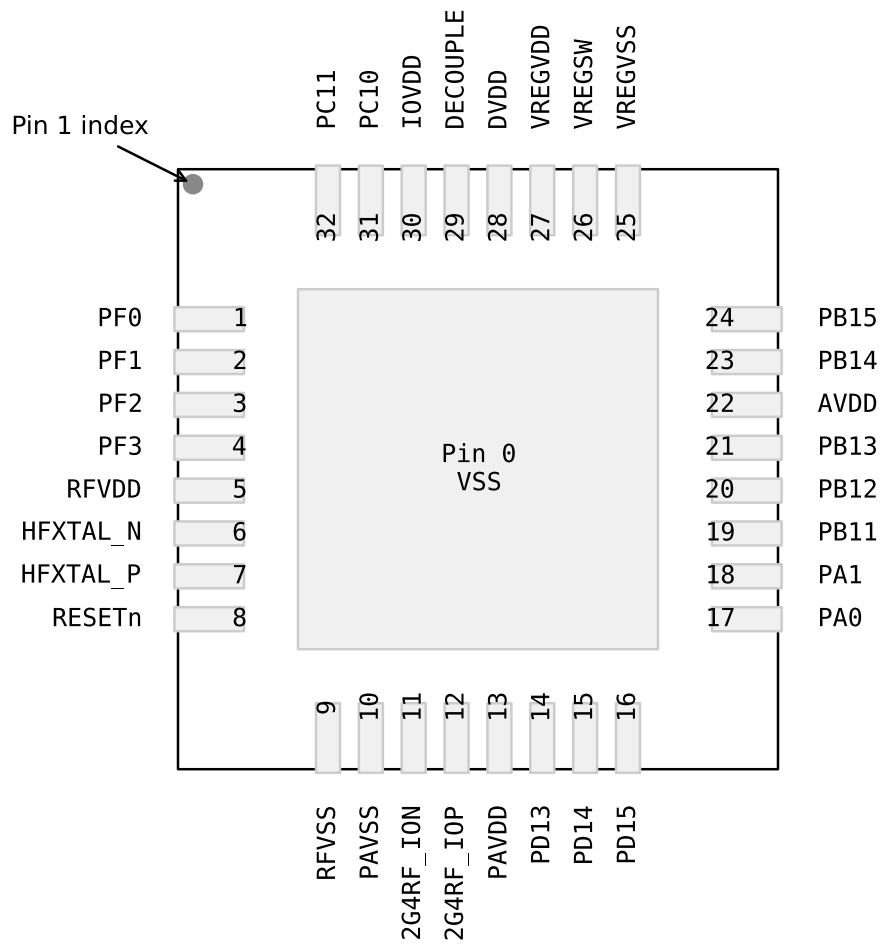 PC11
PC10
IOVDD
DECOUPLE
DVDD
VREGVDD
VREGSW
VREGVSS
Pin 1 index
32
31
30
29
28
27
26
25
PF0 1
PF1 2
PF2 3
PF3 4
RFVDD 5
HFXTAL_N 6
HFXTAL_P 7
RESETn 8
Pin 0
VSS
24 PB15
23 PB14
22 AVDD
21 PB13
20 PB12
19 PB11
18 PA1
17 PA0
9
10
11
12
13
14
15
16
RFVSS
PAVSS
2G4RF_ION
2G4RF_IOP
PAVDD
PD13
PD14
PD15